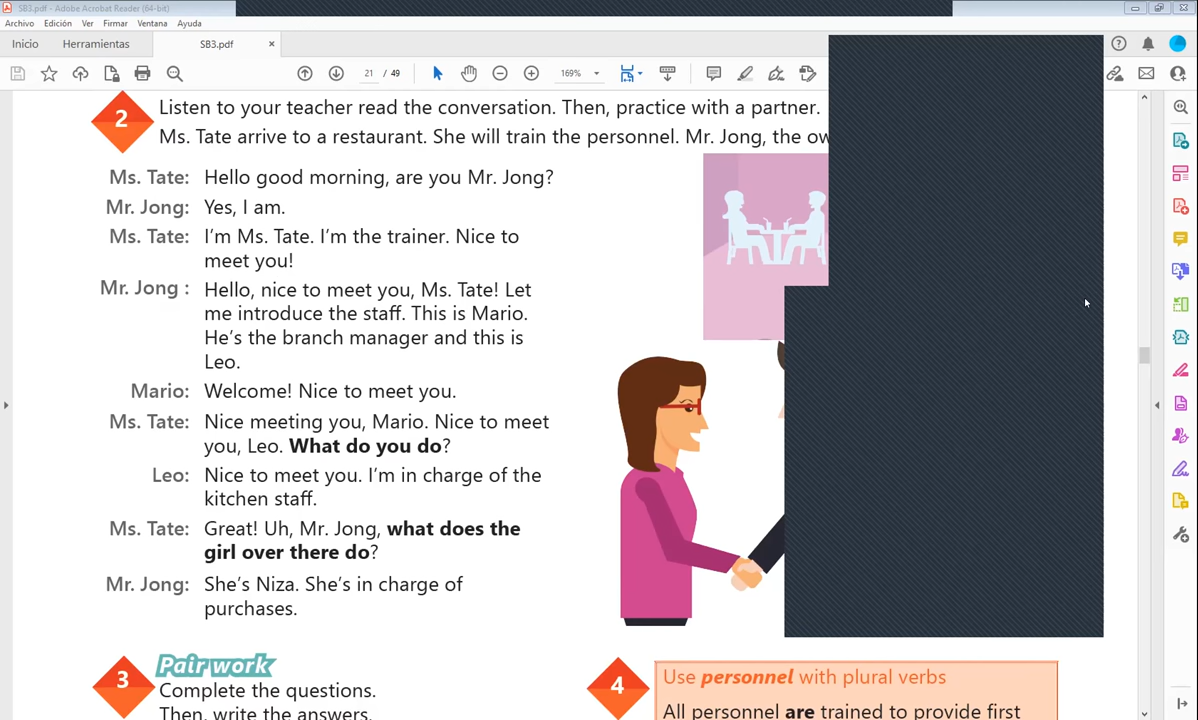 SB3.pdf - Adobe Acrobat Reader (64-bit)
Archivo Edición Ver Firmar Ventana Ayuda
Inicio Herramientas SB3.pdf ×
21 / 49 169%
2 Listen to your teacher read the conversation. Then, practice with a partner.
Ms. Tate arrive to a restaurant. She will train the personnel. Mr. Jong, the
Ms. Tate: Hello good morning, are you Mr. Jong?
Mr. Jong: Yes, I am.
Ms. Tate: I'm Ms. Tate. I'm the trainer. Nice to
meet you!
Mr. Jong : Hello, nice to meet you, Ms. Tate! Let
me introduce the staff. This is Mario.
He's the branch manager and this is
Leo.
Mario: Welcome! Nice to meet you.
Ms. Tate: Nice meeting you, Mario. Nice to meet
you, Leo. What do you do?
Leo: Nice to meet you. I'm in charge of the
kitchen staff.
Ms. Tate: Great! Uh, Mr. Jong, what does the
girl over there do?
Mr. Jong: She's Niza. She's in charge of
purchases.
3 Pair work
Complete the questions.
Then, write the answers.
4 Use personnel with plural verbs
All personnel are trained to provide first